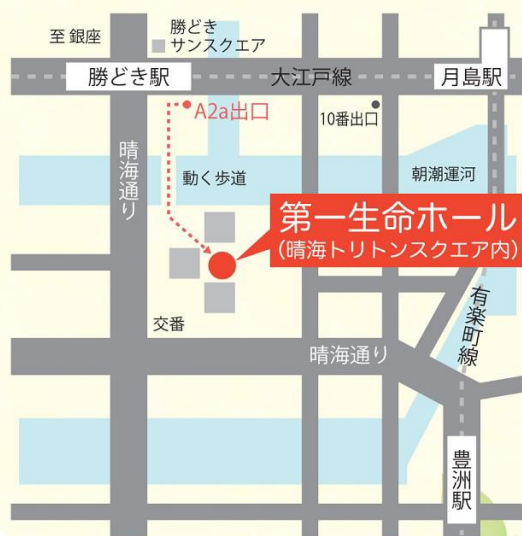 至 銀座
勝どき
サンスクエア
勝どき駅
大江戸線
月島駅
A2a出口
10番出口
晴海通り
動く歩道
朝潮運河
第一生命ホール
(晴海トリトンスクエア内)
有楽町線
交番
晴海通り
豊洲駅